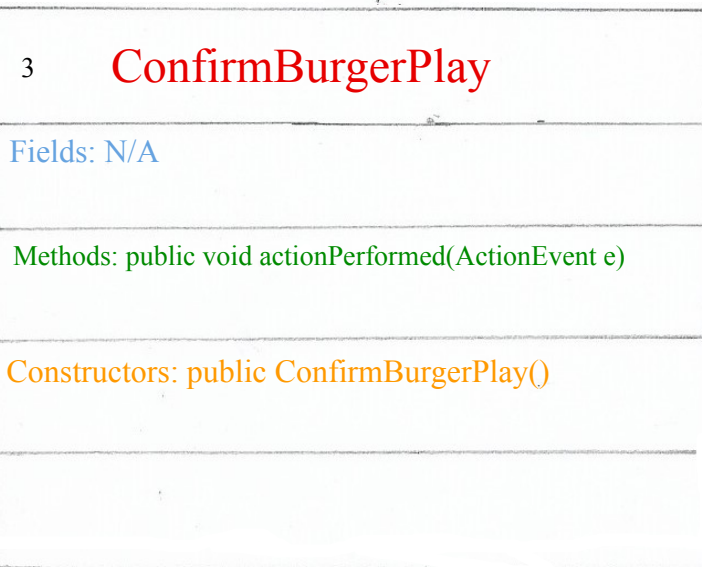 3 ConfirmBurgerPlay
Fields: N/A
Methods: public void actionPerformed(ActionEvent e)
Constructors: public ConfirmBurgerPlay()